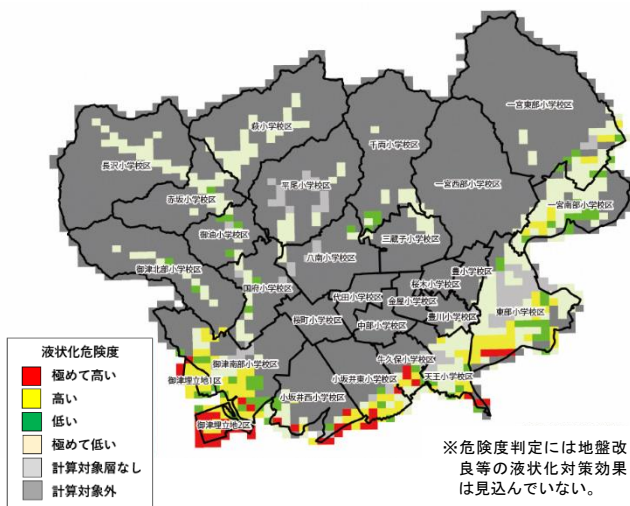 一宮東部小学校区
萩小学校区
千両小学校区
長沢小学校区
平尾小学校区
一宮西部小学校区
赤坂小学校区
一宮南部小学校区
御油小学校区
三蔵子小学校区
八南小学校区
豊小学校区
御津北部小学校区
桜木小学校区
国府小学校区
代田小学校区
金屋小学校区
東部小学校区
桜町小学校区
中部小学校区
豊川小学校区
牛久保小学校区
御津南部小学校区
小坂井東小学校区
天王小学校区
御津埋立地1区
小坂井西小学校区
御津埋立地2区
液状化危険度
極めて高い
高い
低い
極めて低い
計算対象層なし
計算対象外
※危険度判定には地盤改
良等の液状化対策効果
は見込んでいない。